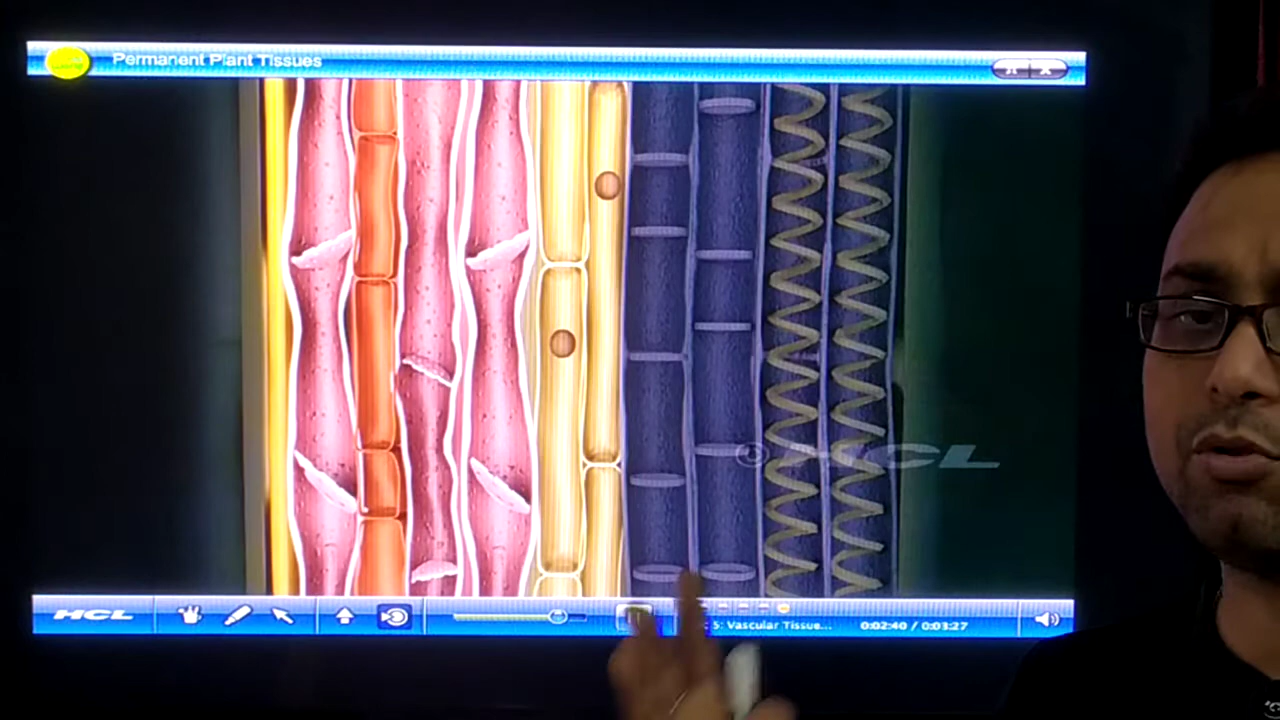 Permanent Plant Tissues
HCL
HCL
5: Vascular Tissue... 0:02:40 / 0:03:27